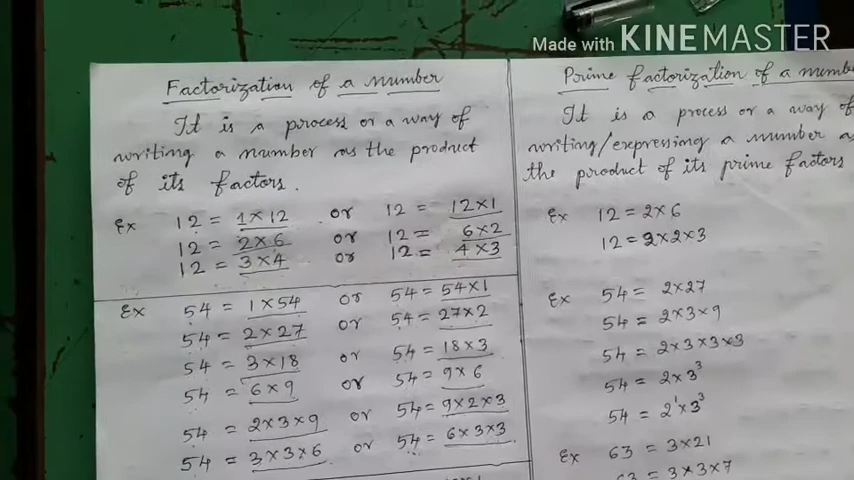 Made with KINEMASTER
Factorization of a number
It is a process or a way of
writing a number as the product
of its factors.
Ex 12 = 1×12 or 12 = 12×1
12 = 2×6 or 12 = 6×2
12 = 3×4 or 12 = 4×3
Ex 54 = 1×54 or 54 = 54×1
54 = 2×27 or 54 = 27×2
54 = 3×18 or 54 = 18×3
54 = 6×9 or 54 = 9×6
54 = 2×3×9 or 54 = 9×2×3
54 = 3×3×6 or 54 = 6×3×3
Prime factorization of a numbe
It is a process or a way of
writing/expressing a number as
the product of its prime factors
Ex 12 = 2×6
12 = 2×2×3
Ex 54 = 2×27
54 = 2×3×9
54 = 2×3×3×3
54 = 2×3³
54 = 2¹×3³
Ex 63 = 3×21
63 = 3×3×7